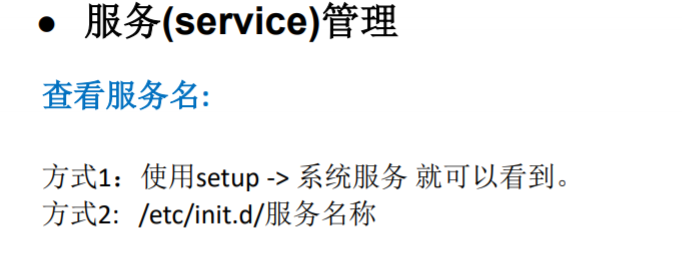 ● 服务(service)管理
查看服务名:
方式1：使用setup -> 系统服务 就可以看到。
方式2: /etc/init.d/服务名称